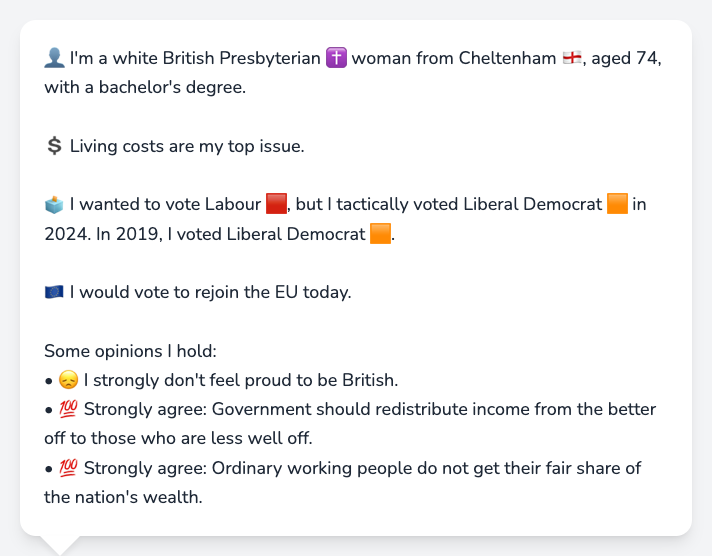 👤 I'm a white British Presbyterian ✝️ woman from Cheltenham 🏴󠁧󠁢󠁥󠁮󠁧󠁿, aged 74,
with a bachelor's degree.
💲 Living costs are my top issue.
🗳️ I wanted to vote Labour 🟥, but I tactically voted Liberal Democrat 🟧 in
2024. In 2019, I voted Liberal Democrat 🟧.
🇪🇺 I would vote to rejoin the EU today.
Some opinions I hold:
• 😞 I strongly don't feel proud to be British.
• 💯 Strongly agree: Government should redistribute income from the better
off to those who are less well off.
• 💯 Strongly agree: Ordinary working people do not get their fair share of
the nation's wealth.